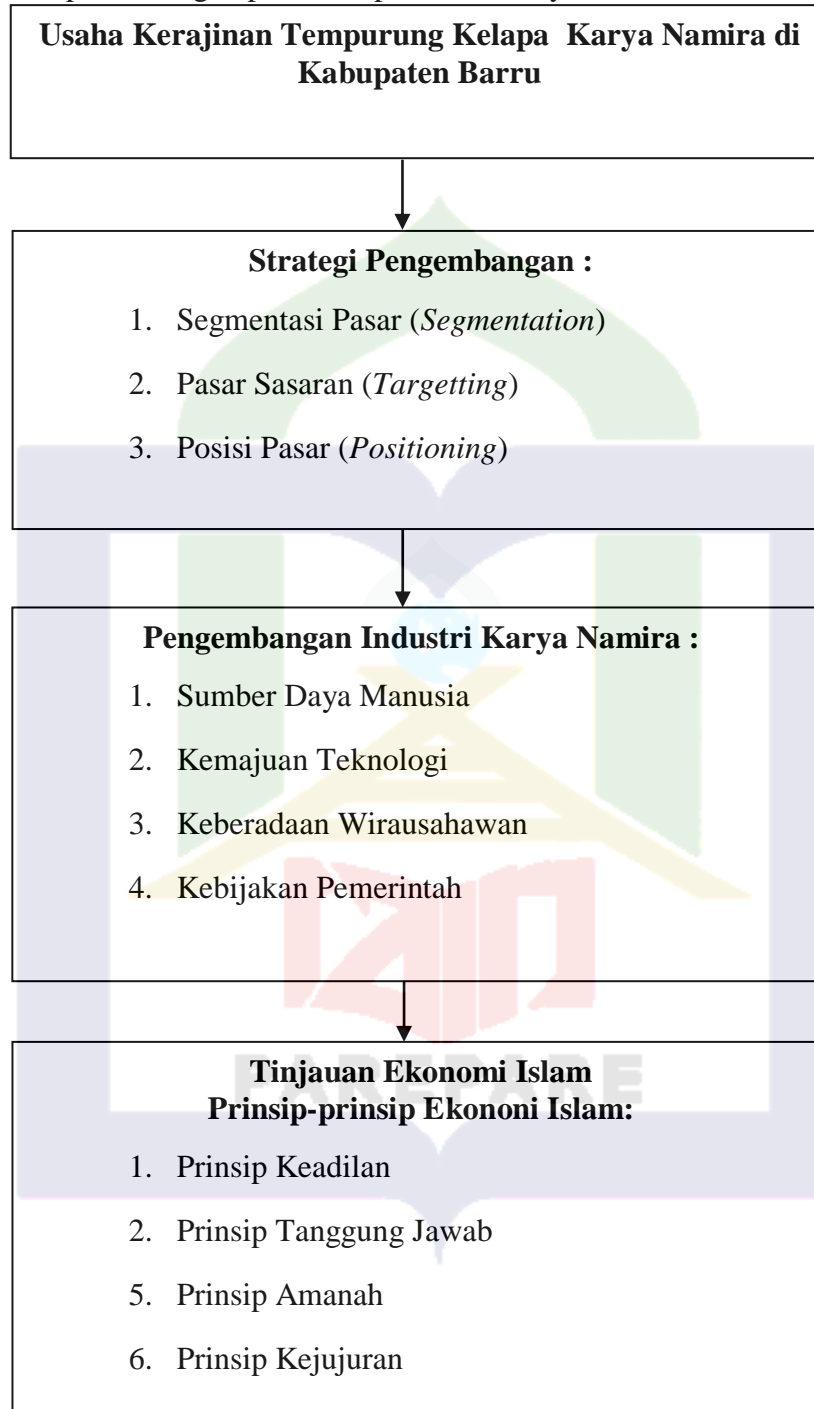 Usaha Kerajinan Tempurung Kelapa Karya Namira di
Kabupaten Barru
Strategi Pengembangan :
1. Segmentasi Pasar (Segmentation)
2. Pasar Sasaran (Targetting)
3. Posisi Pasar (Positioning)
Pengembangan Industri Karya Namira :
1. Sumber Daya Manusia
2. Kemajuan Teknologi
3. Keberadaan Wirausahawan
4. Kebijakan Pemerintah
PAREPARE
Tinjauan Ekonomi Islam
Prinsip-prinsip Ekononi Islam:
1. Prinsip Keadilan
2. Prinsip Tanggung Jawab
5. Prinsip Amanah
6. Prinsip Kejujuran